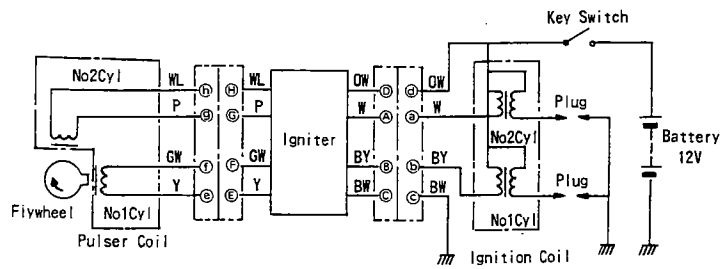 Key Switch
No2Cyl
WL h H WL OW D d OW
P g G P W A a W
Igniter
Plug
No2Cyl
Battery
12V
GW f F GW BY B b BY
Y e E Y BW C c BW
Plug
Flywheel
No1Cyl
No1Cyl
Pulser Coil
Ignition Coil